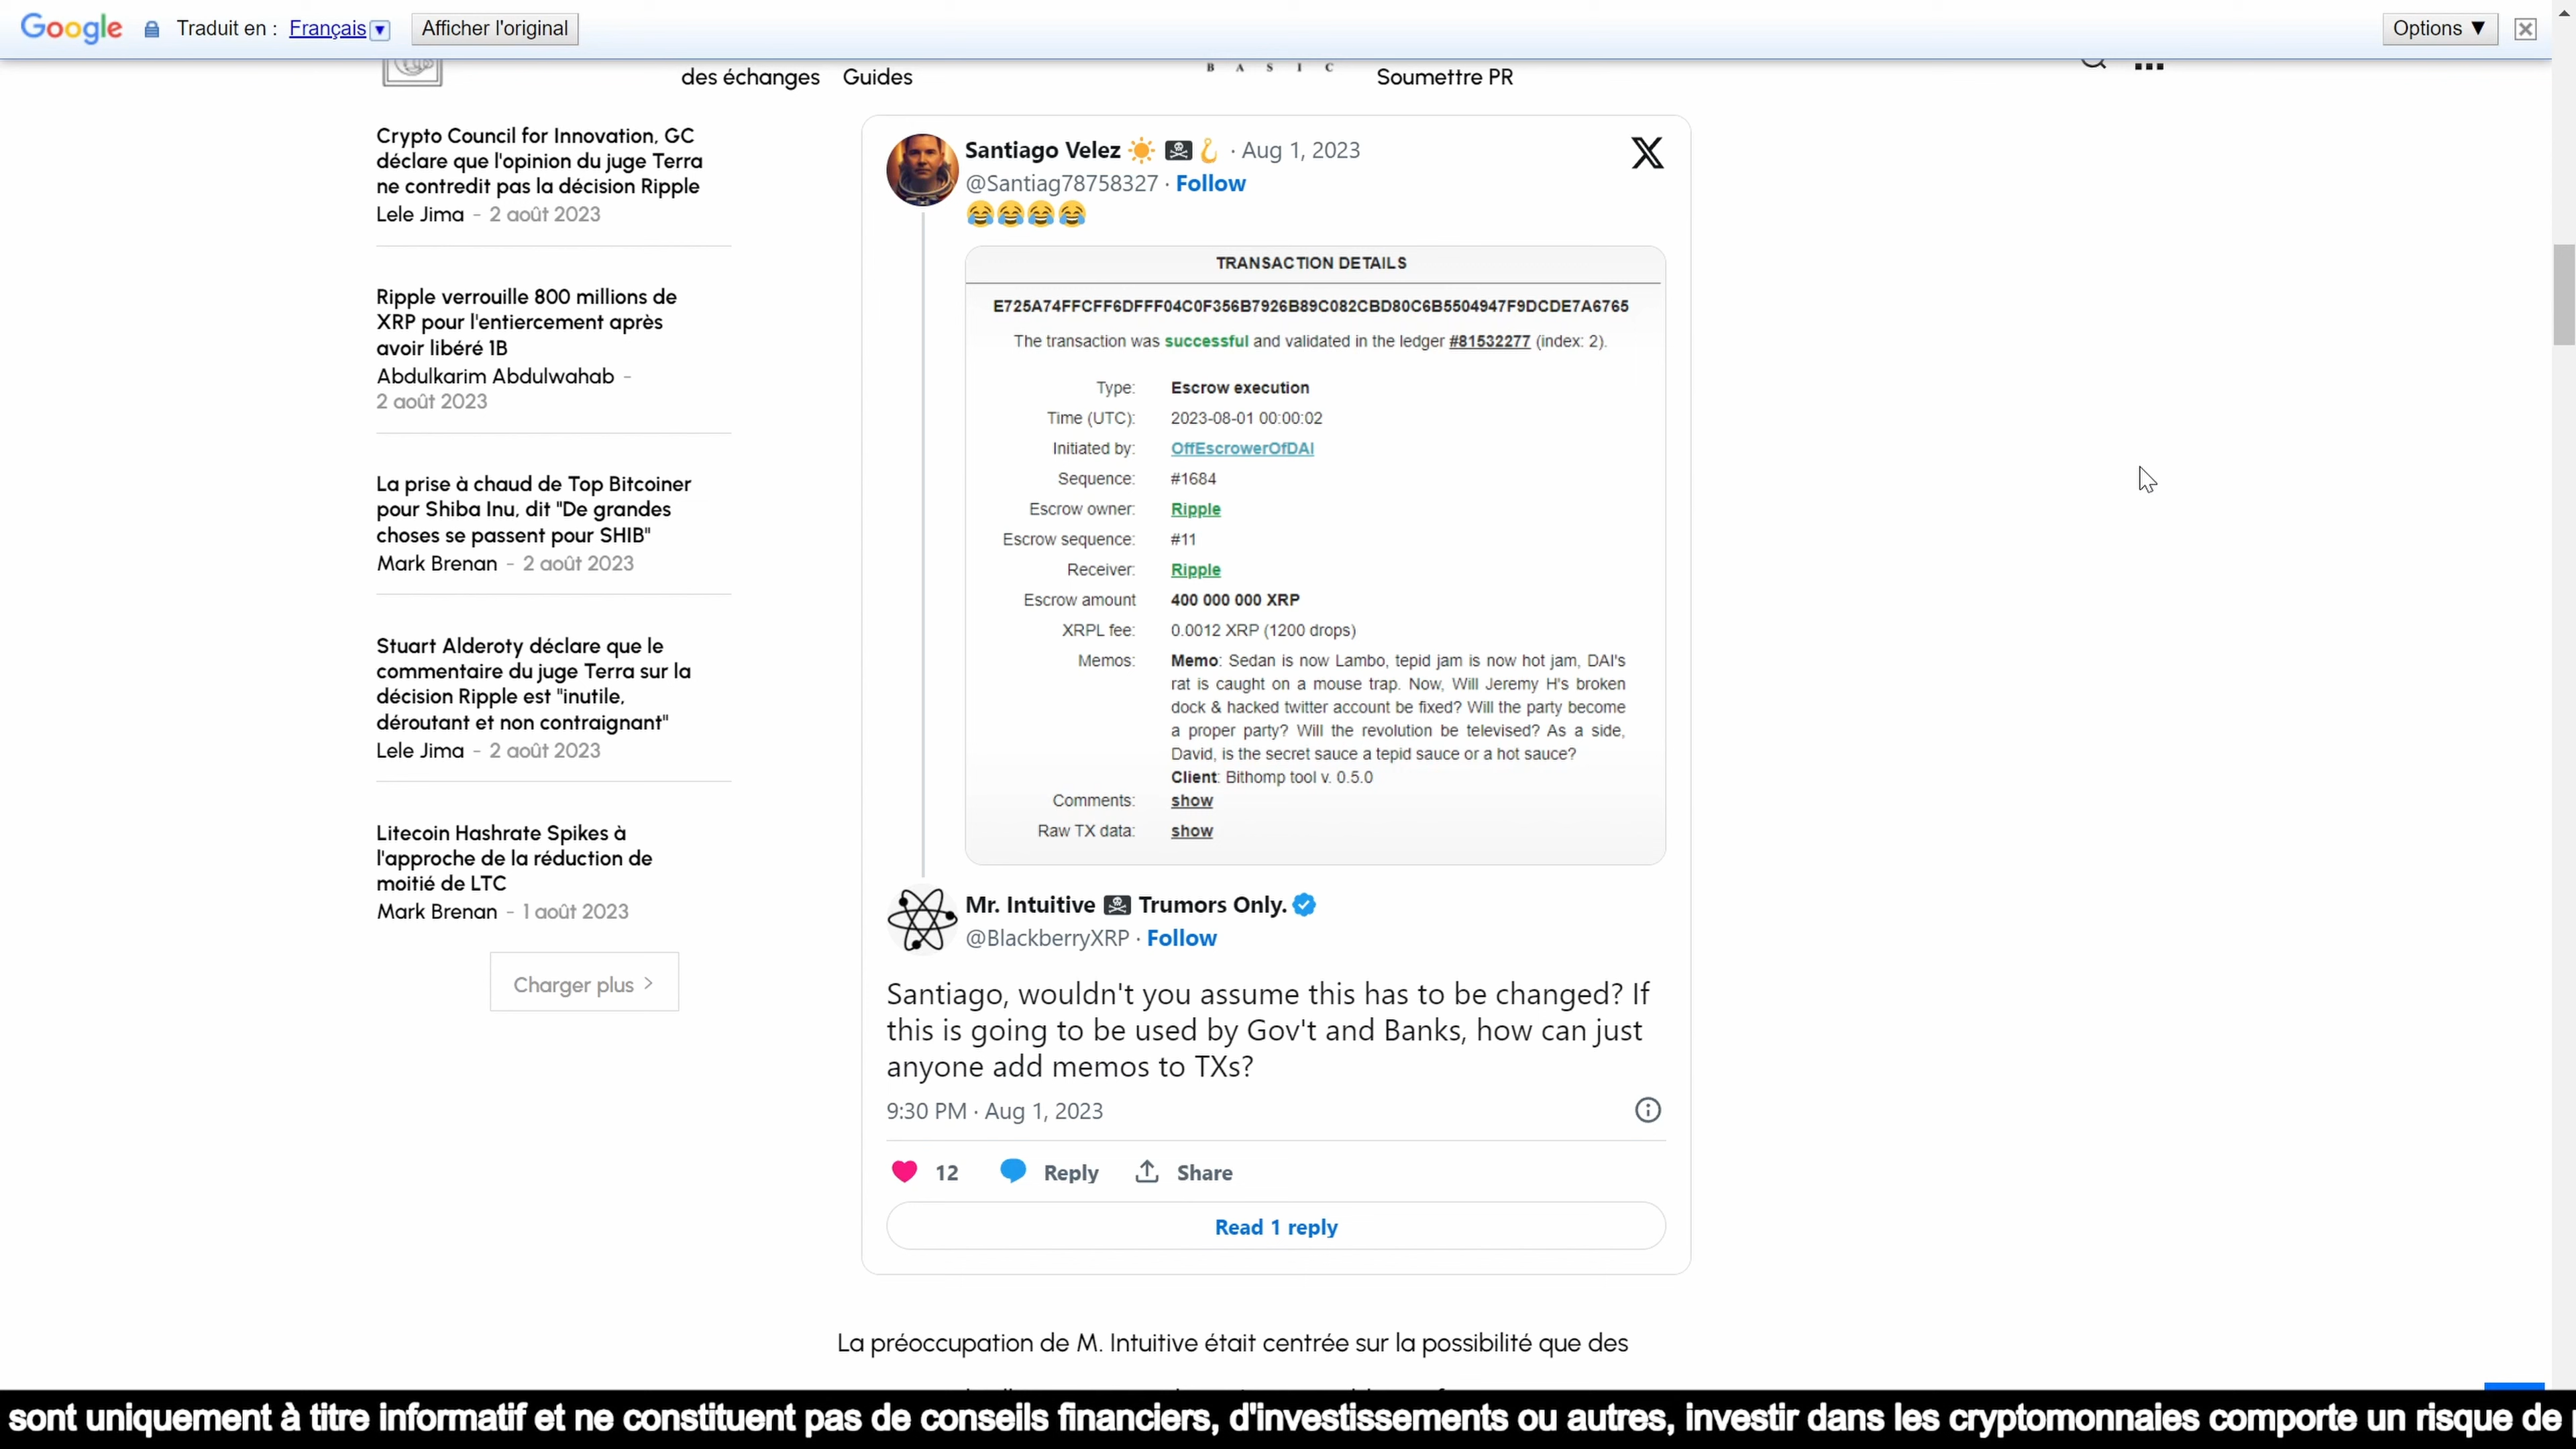 Google Traduit en : Français ▼ Afficher l'original Options ▼
des échanges Guides
BASIC
Soumettre PR
Crypto Council for Innovation, GC
déclare que l'opinion du juge Terra
ne contredit pas la décision Ripple
Lele Jima - 2 août 2023
Ripple verrouille 800 millions de
XRP pour l'entiercement après
avoir libéré 1B
Abdulkarim Abdulwahab -
2 août 2023
La prise à chaud de Top Bitcoiner
pour Shiba Inu, dit "De grandes
choses se passent pour SHIB"
Mark Brenan - 2 août 2023
Stuart Alderoty déclare que le
commentaire du juge Terra sur la
décision Ripple est "inutile,
déroutant et non contraignant"
Lele Jima - 2 août 2023
Litecoin Hashrate Spikes à
l'approche de la réduction de
moitié de LTC
Mark Brenan - 1 août 2023
Charger plus >
Santiago Velez ☀️ 🏴‍☠️ 🪝 · Aug 1, 2023
@Santiag78758327 · Follow
😂😂😂😂
TRANSACTION DETAILS
E725A74FFCFF6DFFF04C0F356B7926B89C082CBD80C6B5504947F9DCDE7A6765
The transaction was successful and validated in the ledger #81532277 (index: 2).
Type: Escrow execution
Time (UTC): 2023-08-01 00:00:02
Initiated by: OffEscrowerOfDAI
Sequence: #1684
Escrow owner: Ripple
Escrow sequence: #11
Receiver: Ripple
Escrow amount 400 000 000 XRP
XRPL fee: 0.0012 XRP (1200 drops)
Memos: Memo: Sedan is now Lambo, tepid jam is now hot jam, DAI's
rat is caught on a mouse trap. Now, Will Jeremy H's broken
dock & hacked twitter account be fixed? Will the party become
a proper party? Will the revolution be televised? As a side,
David, is the secret sauce a tepid sauce or a hot sauce?
Client: Bithomp tool v. 0.5.0
Comments: show
Raw TX data: show
Mr. Intuitive 🏴‍☠️ Trumors Only.
@BlackberryXRP · Follow
Santiago, wouldn't you assume this has to be changed? If
this is going to be used by Gov't and Banks, how can just
anyone add memos to TXs?
9:30 PM · Aug 1, 2023
12 Reply Share
Read 1 reply
La préoccupation de M. Intuitive était centrée sur la possibilité que des
sont uniquement à titre informatif et ne constituent pas de conseils financiers, d'investissements ou autres, investir dans les cryptomonnaies comporte un risque de